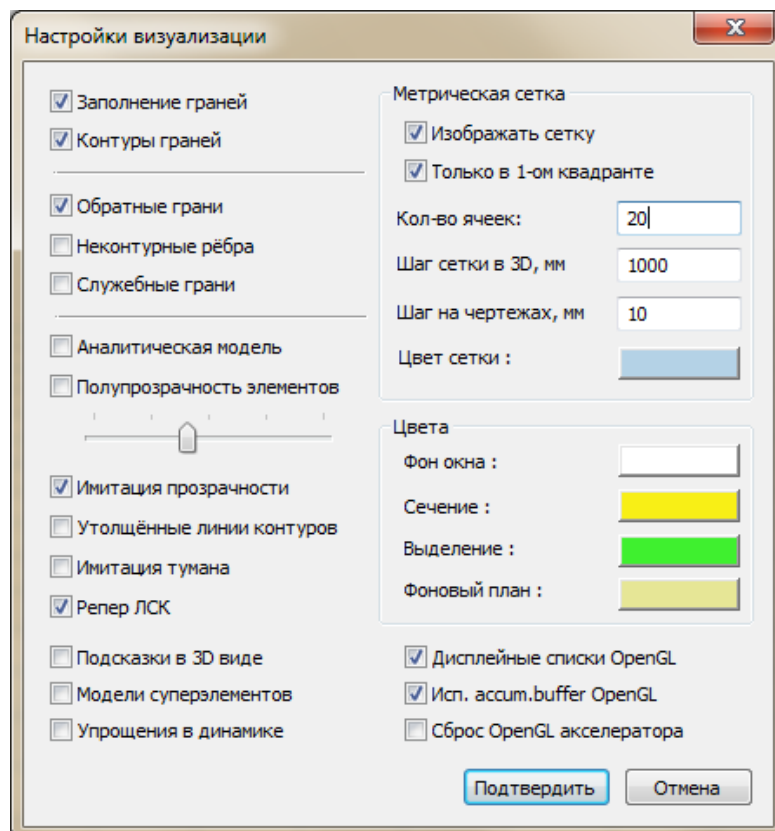 Настройки визуализации
Заполнение граней
Контуры граней
Обратные грани
Неконтурные рёбра
Служебные грани
Аналитическая модель
Полупрозрачность элементов
Имитация прозрачности
Утолщённые линии контуров
Имитация тумана
Репер ЛСК
Подсказки в 3D виде
Модели суперэлементов
Упрощения в динамике
Метрическая сетка
Изображать сетку
Только в 1-ом квадранте
Кол-во ячеек: 20
Шаг сетки в 3D, мм 1000
Шаг на чертежах, мм 10
Цвет сетки :
Цвета
Фон окна :
Сечение :
Выделение :
Фоновый план :
Дисплейные списки OpenGL
Исп. accum.buffer OpenGL
Сброс OpenGL акселератора
Подтвердить Отмена